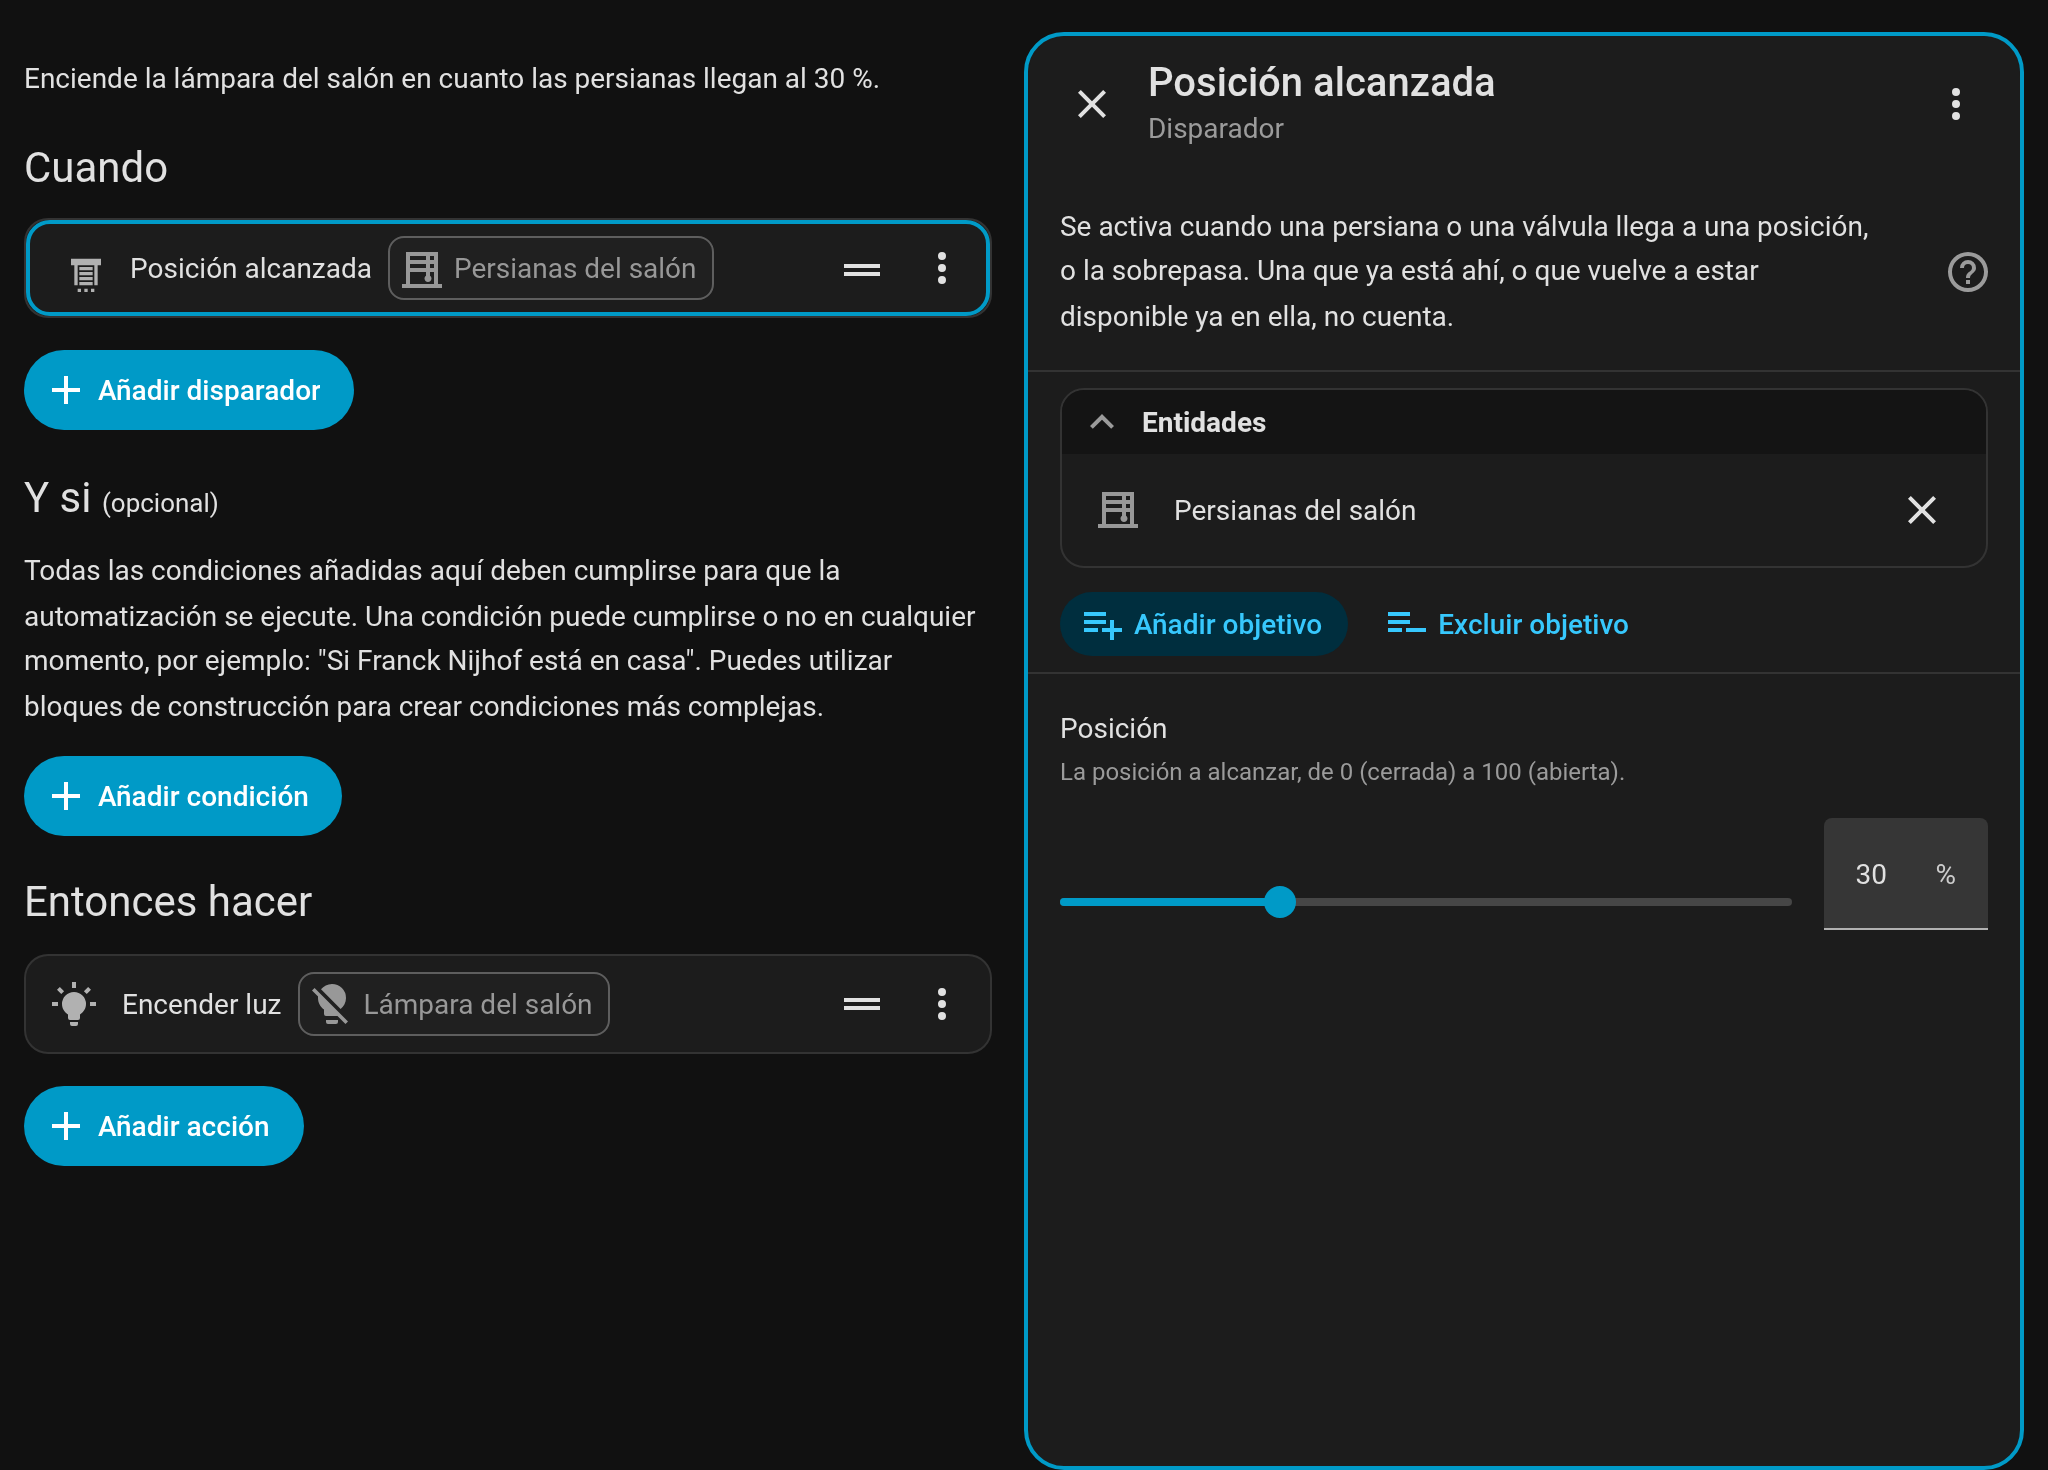 Enciende la lámpara del salón en cuanto las persianas llegan al 30 %.
Cuando
Posición alcanzada Persianas del salón
Añadir disparador
Y si (opcional)
Todas las condiciones añadidas aquí deben cumplirse para que la
automatización se ejecute. Una condición puede cumplirse o no en cualquier
momento, por ejemplo: "Si Franck Nijhof está en casa". Puedes utilizar
bloques de construcción para crear condiciones más complejas.
Añadir condición
Entonces hacer
Encender luz Lámpara del salón
Añadir acción
Posición alcanzada
Disparador
Se activa cuando una persiana o una válvula llega a una posición,
o la sobrepasa. Una que ya está ahí, o que vuelve a estar
disponible ya en ella, no cuenta.
Entidades
Persianas del salón
Añadir objetivo Excluir objetivo
Posición
La posición a alcanzar, de 0 (cerrada) a 100 (abierta).
30 %